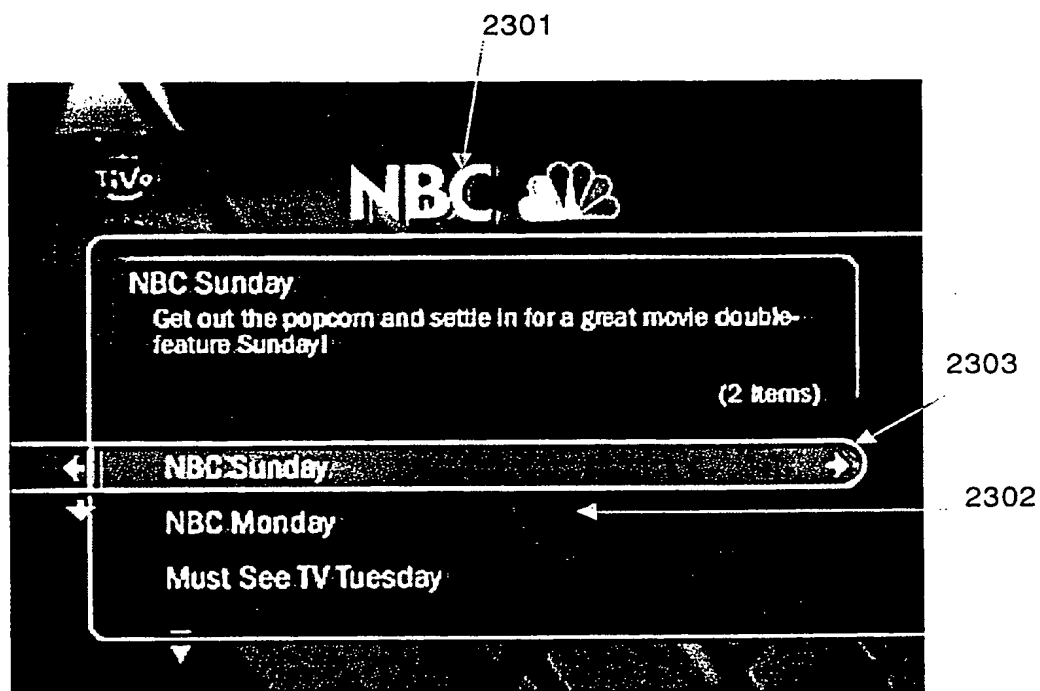 2301
TiVo
NBC
NBC Sunday
Get out the popcorn and settle in for a great movie double-
feature Sunday!
(2 Items)
2303
NBC Sunday
2302
NBC Monday
Must See TV Tuesday